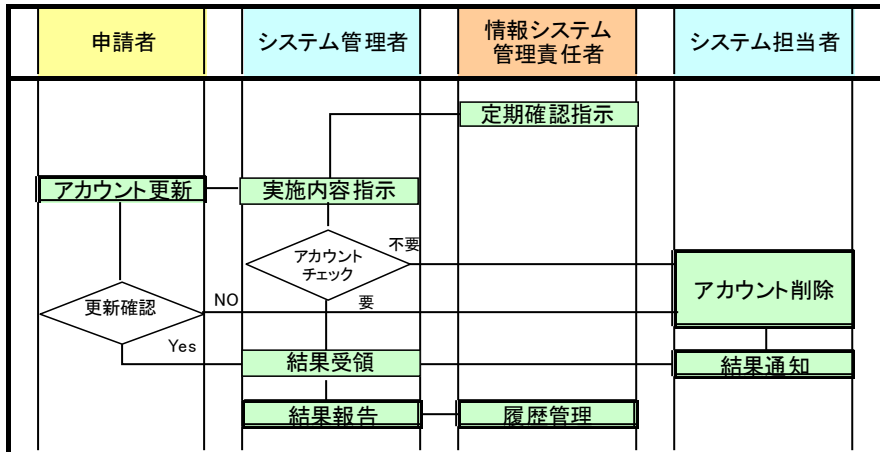 申請者
システム管理者
情報システム
管理責任者
システム担当者
定期確認指示
アカウント更新
実施内容指示
アカウント
チェック
不要
アカウント削除
更新確認
NO
要
Yes
結果受領
結果通知
結果報告
履歴管理